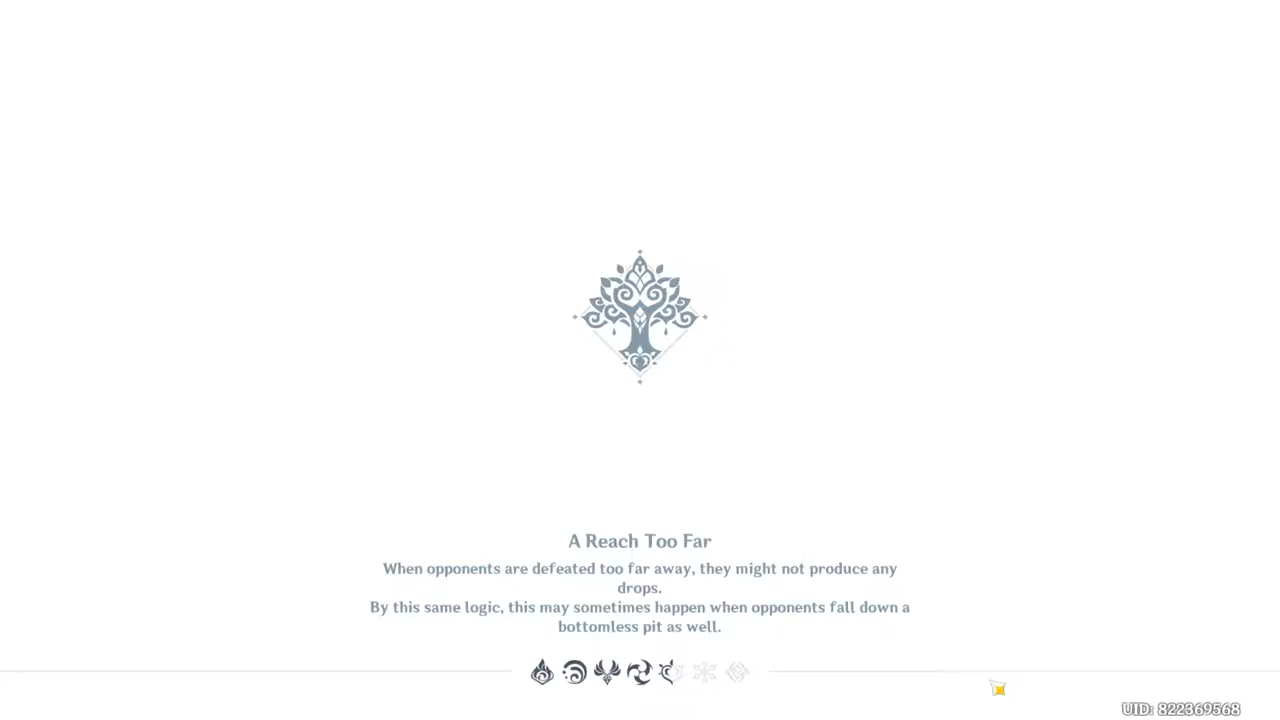 A Reach Too Far
When opponents are defeated too far away, they might not produce any
drops.
By this same logic, this may sometimes happen when opponents fall down a
bottomless pit as well.
UID: 822369568